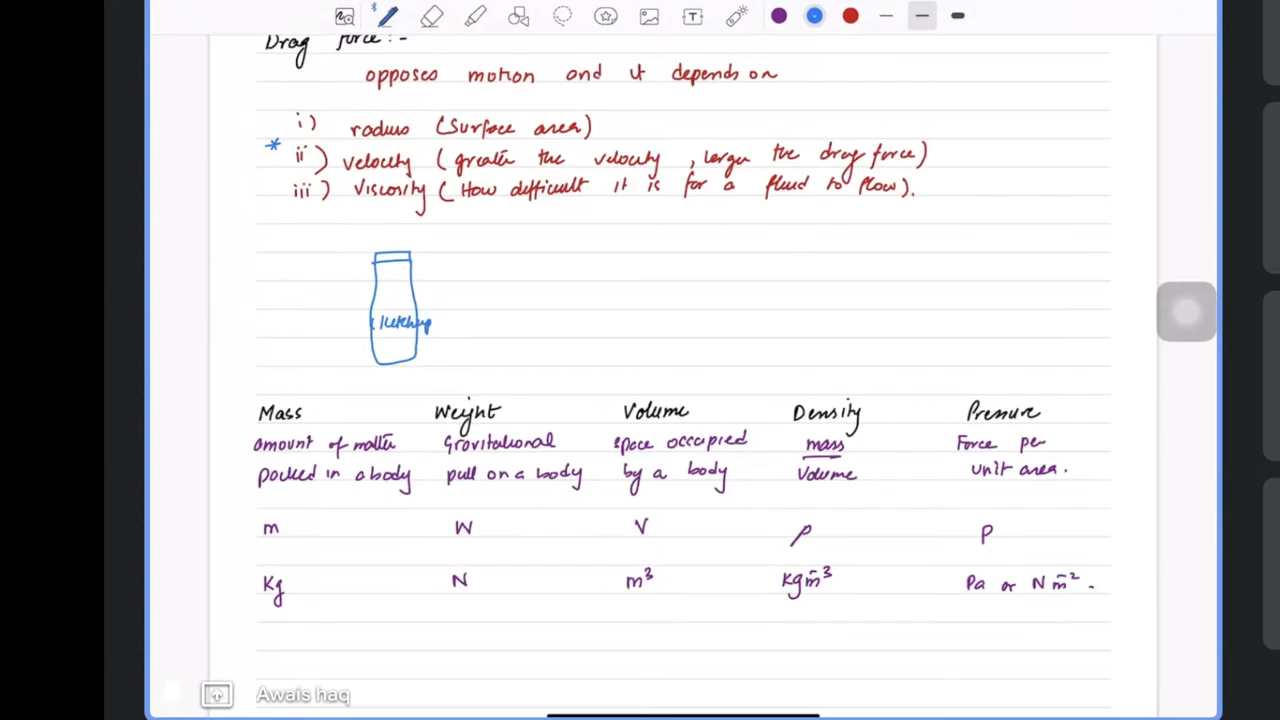 Drag force :-
opposes motion and it depends on
i) radius (surface area)
* ii) velocity (greater the velocity, larger the drag force)
iii) Viscosity (How difficult it is for a fluid to flow).
Ketchup
Mass Weight Volume Density Pressure
amount of matter Gravitational space occupied mass Force per
packed in a body pull on a body by a body Volume unit area.
m W V ρ P
Kg N m³ Kgm⁻³ Pa or Nm⁻².
Awais haq